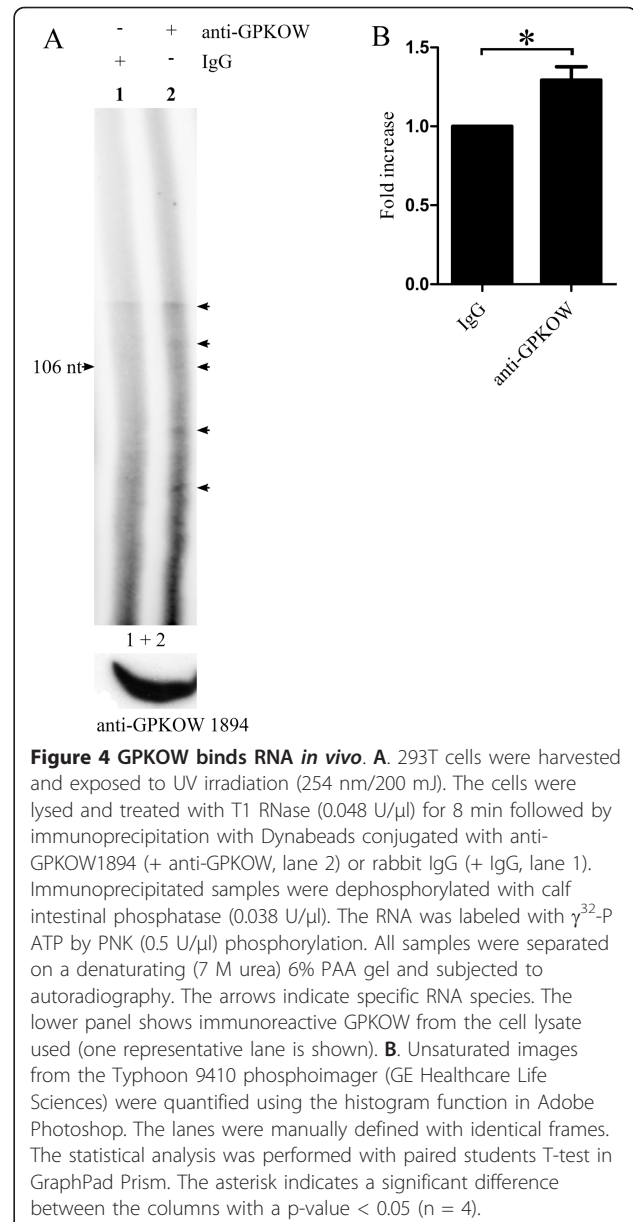 A
- + anti-GPKOW
+ - IgG
1 2
106 nt
1 + 2
anti-GPKOW 1894
B
*
Fold increase
1.5
1.0
0.5
0.0
IgG
anti-GPKOW
Figure 4 GPKOW binds RNA in vivo. A. 293T cells were harvested
and exposed to UV irradiation (254 nm/200 mJ). The cells were
lysed and treated with T1 RNase (0.048 U/μl) for 8 min followed by
immunoprecipitation with Dynabeads conjugated with anti-
GPKOW1894 (+ anti-GPKOW, lane 2) or rabbit IgG (+ IgG, lane 1).
Immunoprecipitated samples were dephosphorylated with calf
intestinal phosphatase (0.038 U/μl). The RNA was labeled with γ³²-P
ATP by PNK (0.5 U/μl) phosphorylation. All samples were separated
on a denaturating (7 M urea) 6% PAA gel and subjected to
autoradiography. The arrows indicate specific RNA species. The
lower panel shows immunoreactive GPKOW from the cell lysate
used (one representative lane is shown). B. Unsaturated images
from the Typhoon 9410 phosphoimager (GE Healthcare Life
Sciences) were quantified using the histogram function in Adobe
Photoshop. The lanes were manually defined with identical frames.
The statistical analysis was performed with paired students T-test in
GraphPad Prism. The asterisk indicates a significant difference
between the columns with a p-value < 0.05 (n = 4).